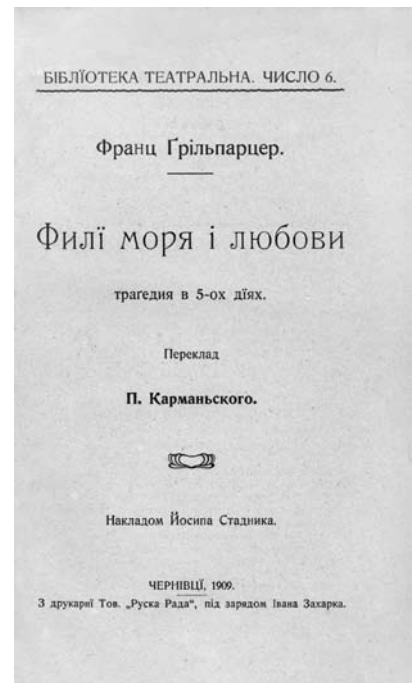 БІБЛЇОТЕКА ТЕАТРАЛЬНА. ЧИСЛО 6.
Франц Ґрільпарцер.
Филї моря і любови
траґедия в 5-ох дїях.
Переклад
П. Карманьского.
Накладом Йосипа Стадника.
ЧЕРНІВЦЇ, 1909.
З друкарнї Тов. „Руска Рада“, під зарядом Івана Захарка.